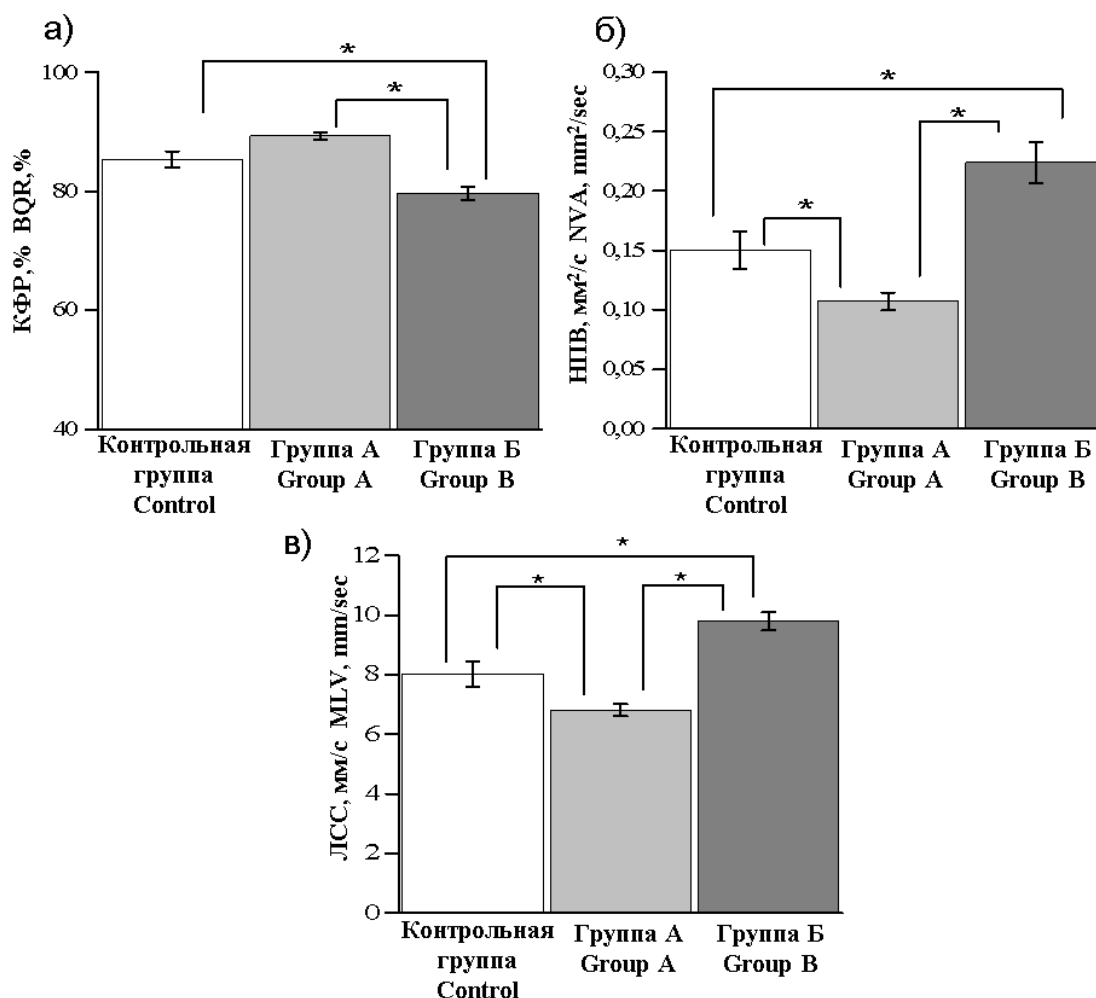 а)
*
*
100
80
60
40
КФР,% BQR,%
Контрольная
группа
Control
Группа А
Group A
Группа Б
Group B
б)
*
*
*
0,30
0,25
0,20
0,15
0,10
0,05
0,00
НПВ, мм²/с NVA, mm²/sec
Контрольная
группа
Control
Группа А
Group A
Группа Б
Group B
в)
*
*
*
12
10
8
6
4
2
0
ЛСС, мм/с MLV, mm/sec
Контрольная
группа
Control
Группа А
Group A
Группа Б
Group B